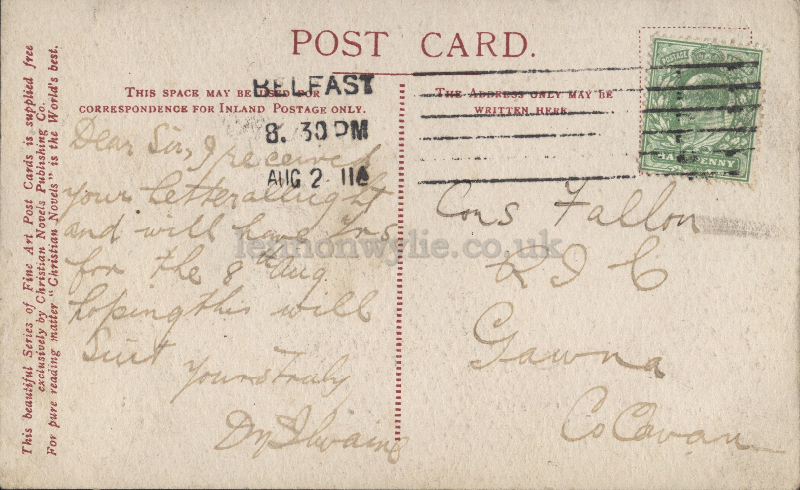 POST CARD.
THIS SPACE MAY BE USED FOR
CORRESPONDENCE FOR INLAND POSTAGE ONLY.
THE ADDRESS ONLY MAY BE
WRITTEN HERE.
BELFAST
8. 30 PM
AUG 2 11
POSTAGE
HALFPENNY
This beautiful Series of Fine Art Post Cards is supplied free
exclusively by Christian Novels Publishing Co.
For pure reading matter "Christian Novels" is the World's best.
Dear Sir, I received
your letter allright
and will have
for the 8th Aug.
hoping this will
Suit
yours truly
Cons Fallon
R I C
Gawna
Co Cavan
lennonwylie.co.uk